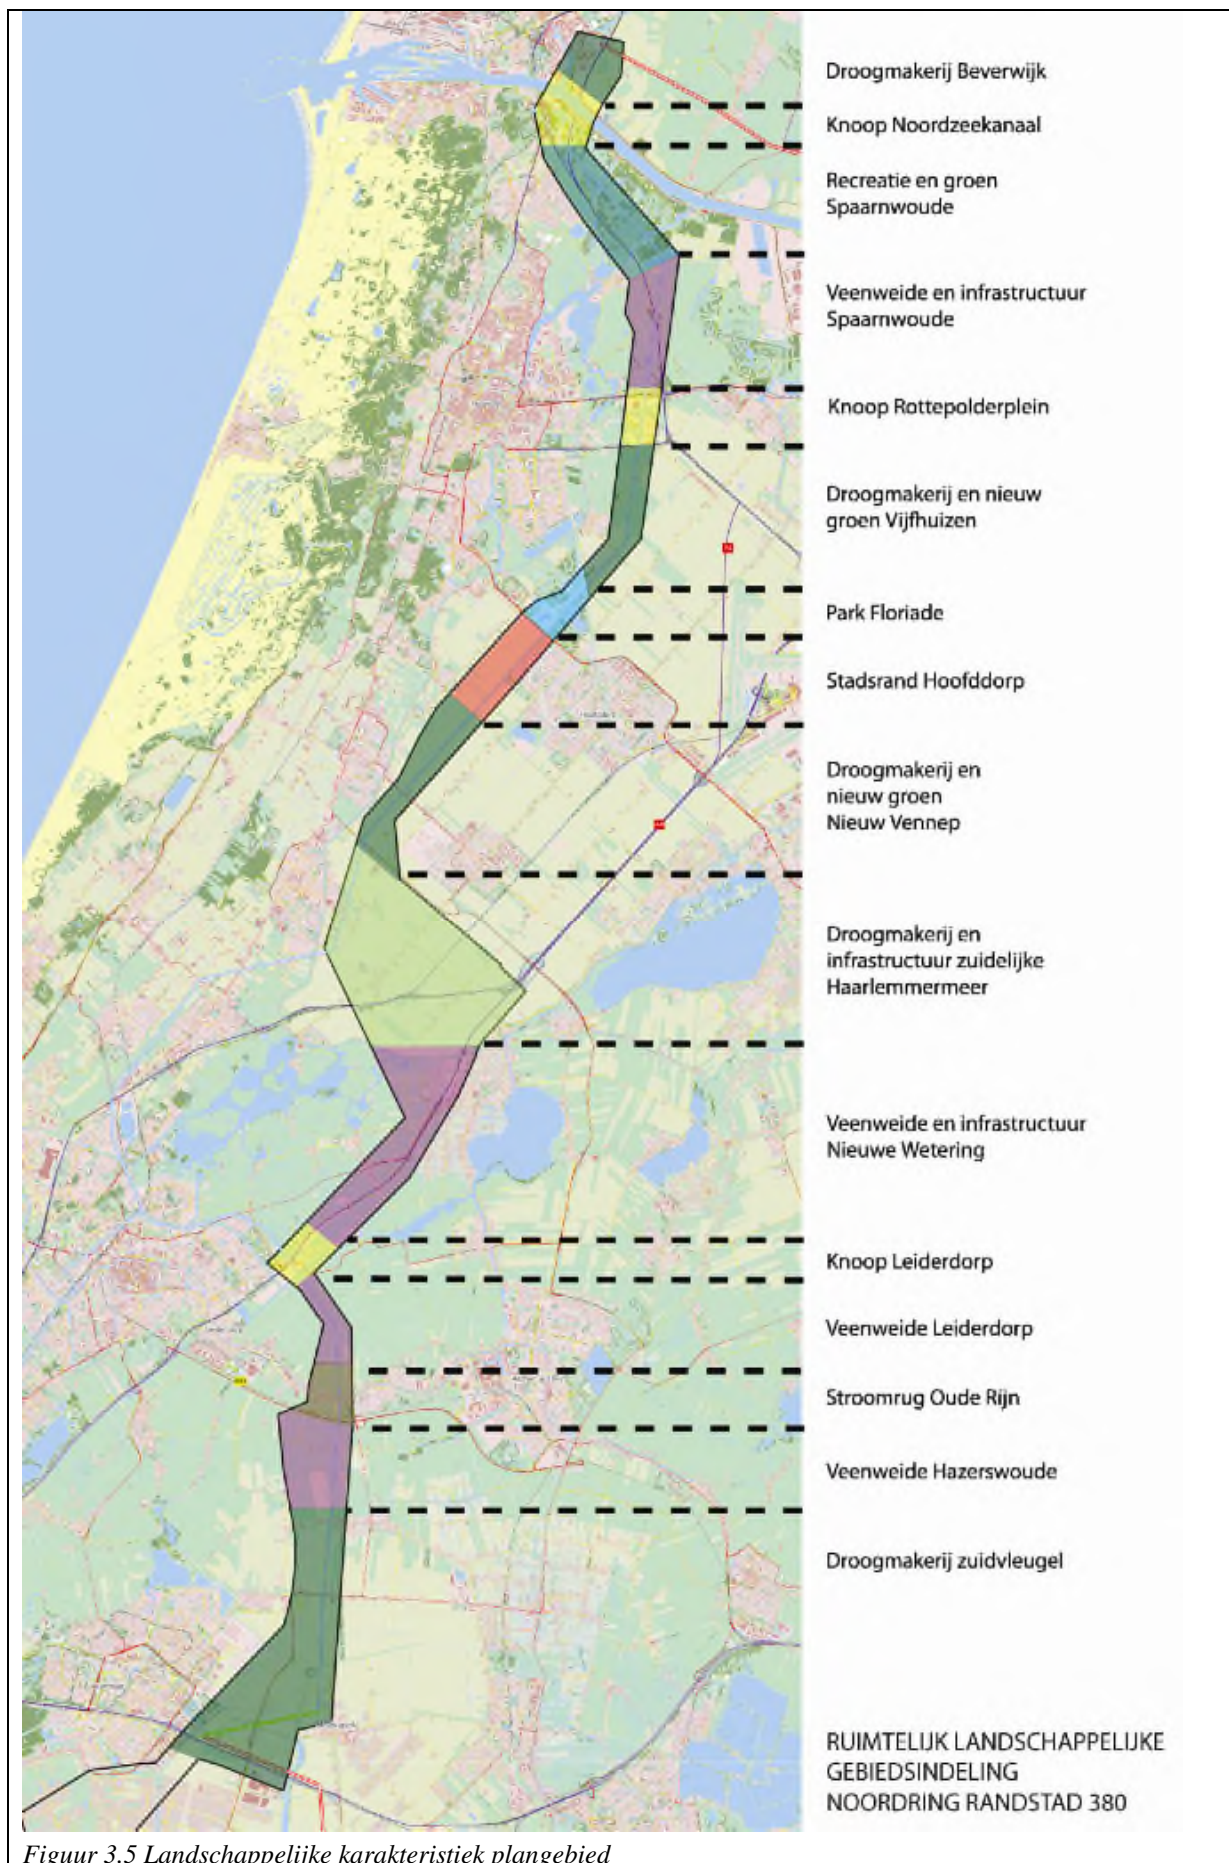 Droogmakerij Beverwijk
Knoop Noordzeekanaal
Recreatie en groen
Spaarnwoude
Veenweide en infrastructuur
Spaarnwoude
Knoop Rottepolderplein
Droogmakerij en nieuw
groen Vijfhuizen
Park Floriade
Stadsrand Hoofddorp
Droogmakerij en
nieuw groen
Nieuw Vennep
Droogmakerij en
infrastructuur zuidelijke
Haarlemmermeer
Veenweide en infrastructuur
Nieuwe Wetering
Knoop Leiderdorp
Veenweide Leiderdorp
Stroomrug Oude Rijn
Veenweide Hazerswoude
Droogmakerij zuidvleugel
RUIMTELIJK LANDSCHAPPELIJKE
GEBIEDSINDELING
NOORDRING RANDSTAD 380
Figuur 3.5 Landschappelijke karakteristiek plangebied